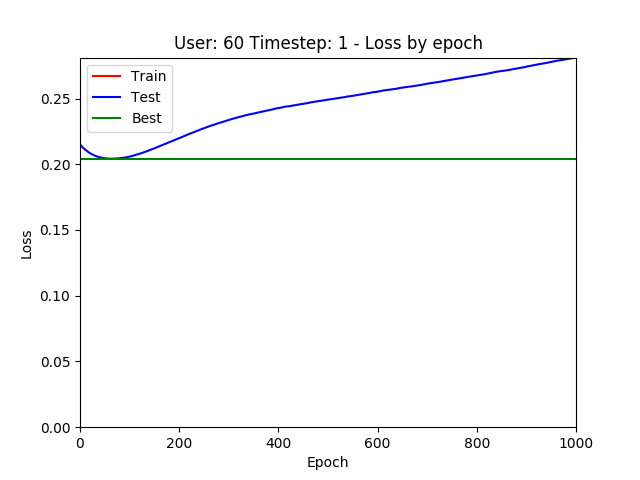 User: 60 Timestep: 1 - Loss by epoch
Train
Test
Best
0.25
0.20
0.15
0.10
0.05
0.00
Loss
0 200 400 600 800 1000
Epoch